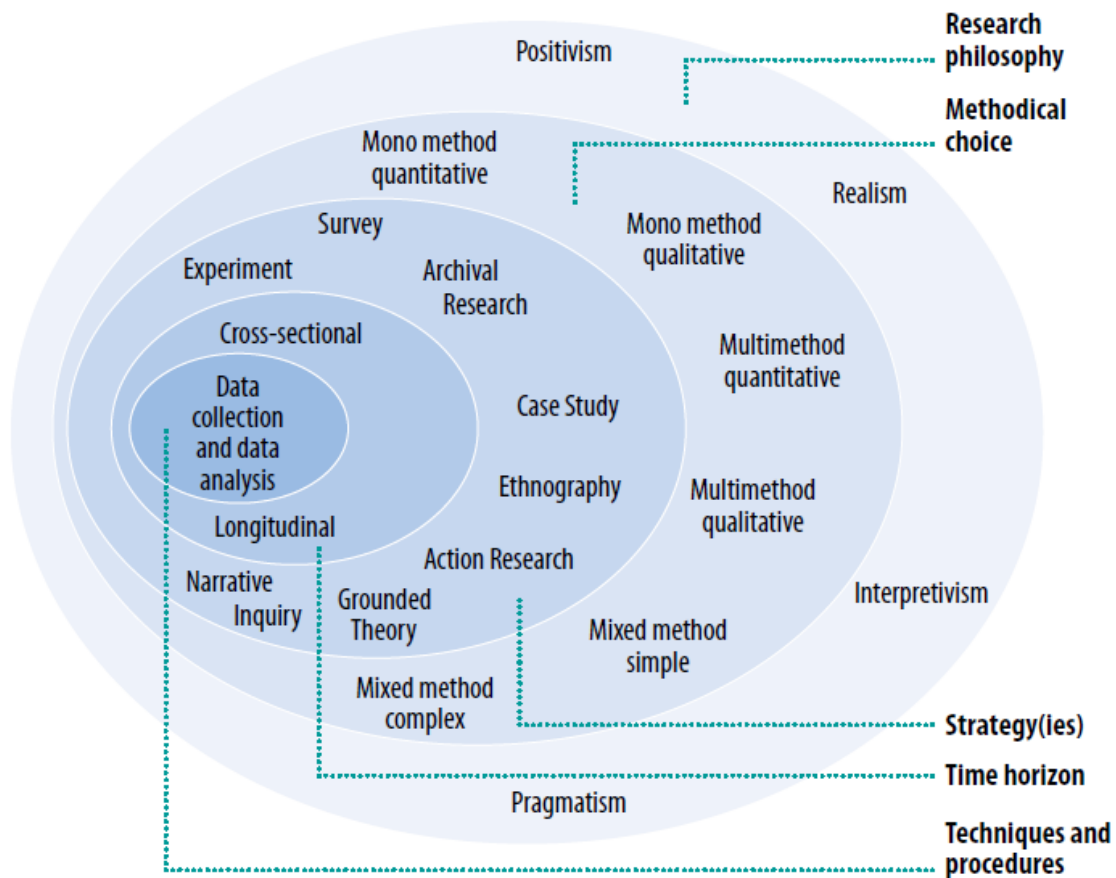 Positivism
Research
philosophy
Methodical
choice
Mono method
quantitative
Realism
Survey
Mono method
qualitative
Experiment
Archival
Research
Cross-sectional
Multimethod
quantitative
Data
collection
and data
analysis
Case Study
Ethnography
Multimethod
qualitative
Longitudinal
Action Research
Narrative
Inquiry
Grounded
Theory
Interpretivism
Mixed method
simple
Mixed method
complex
Strategy(ies)
Time horizon
Pragmatism
Techniques and
procedures